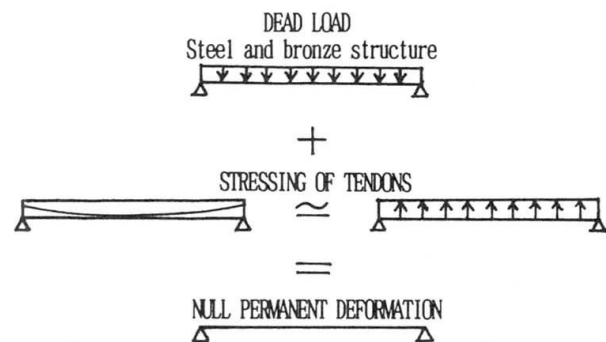 DEAD LOAD
Steel and bronze structure
+
STRESSING OF TENDONS
≃
=
NULL PERMANENT DEFORMATION